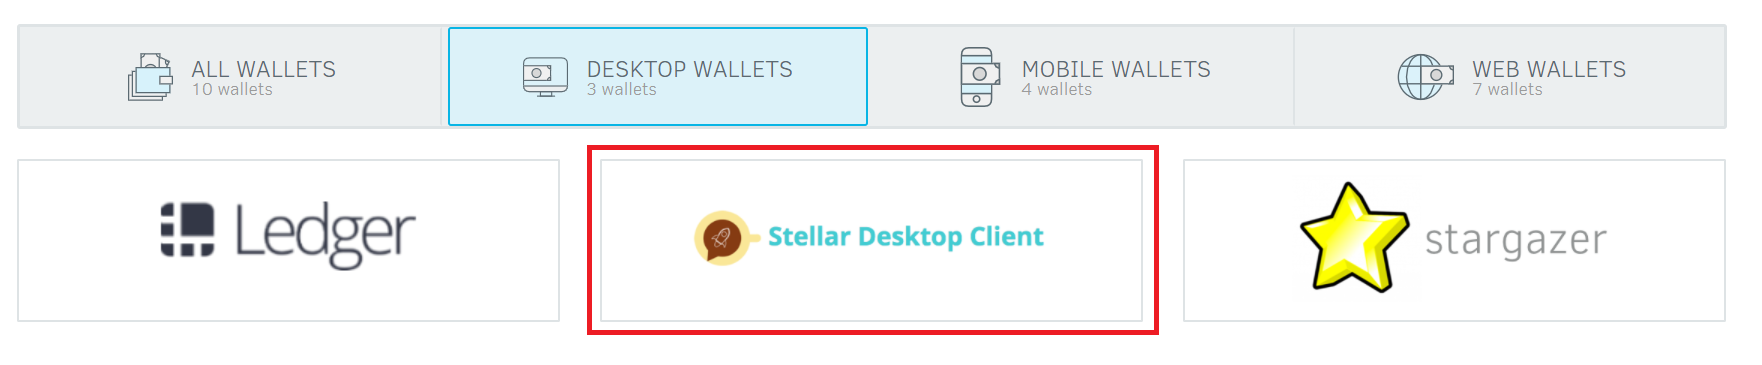 ALL WALLETS
10 wallets
DESKTOP WALLETS
3 wallets
MOBILE WALLETS
4 wallets
WEB WALLETS
7 wallets
Ledger
Stellar Desktop Client
stargazer